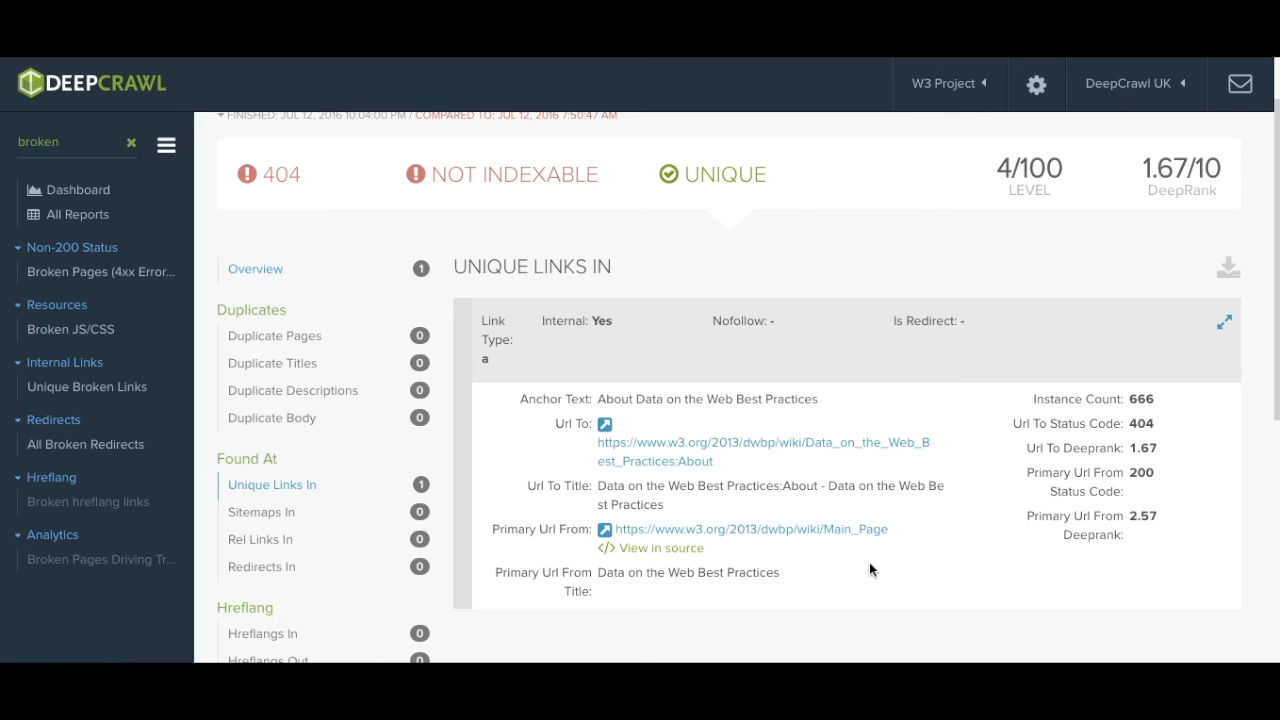 DEEPCRAWL
W3 Project
DeepCrawl UK
broken
Dashboard
All Reports
Non-200 Status
Broken Pages (4xx Error...
Resources
Broken JS/CSS
Internal Links
Unique Broken Links
Redirects
All Broken Redirects
Hreflang
Broken hreflang links
Analytics
Broken Pages Driving Tr...
FINISHED: JUL 12, 2016 10:04:00 PM / COMPARED TO: JUL 12, 2016 7:50:47 AM
404
NOT INDEXABLE
UNIQUE
4/100
LEVEL
1.67/10
DeepRank
Overview 1
Duplicates
Duplicate Pages 0
Duplicate Titles 0
Duplicate Descriptions 0
Duplicate Body 0
Found At
Unique Links In 1
Sitemaps In 0
Rel Links In 0
Redirects In 0
Hreflang
Hreflangs In 0
Hreflangs Out 0
UNIQUE LINKS IN
Link
Type:
a
Internal: Yes
Nofollow: -
Is Redirect: -
Anchor Text: About Data on the Web Best Practices
Url To:
https://www.w3.org/2013/dwbp/wiki/Data_on_the_Web_B
est_Practices:About
Url To Title: Data on the Web Best Practices:About - Data on the Web Be
st Practices
Primary Url From: https://www.w3.org/2013/dwbp/wiki/Main_Page
</> View in source
Primary Url From Data on the Web Best Practices
Title:
Instance Count: 666
Url To Status Code: 404
Url To Deeprank: 1.67
Primary Url From 200
Status Code:
Primary Url From 2.57
Deeprank: